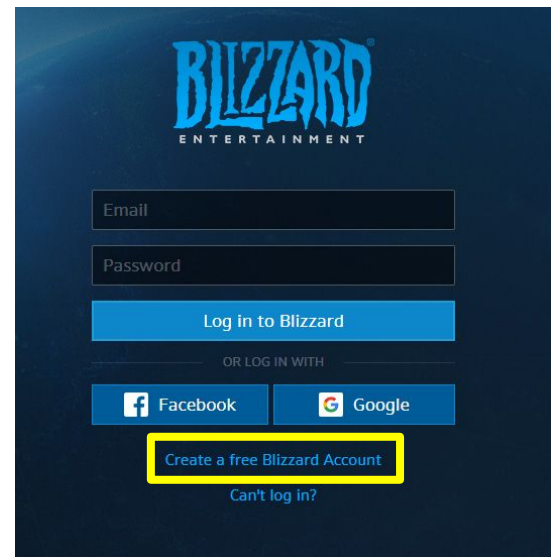 BLIZZARD®
ENTERTAINMENT
Email
Password
Log in to Blizzard
OR LOG IN WITH
Facebook
Google
Create a free Blizzard Account
Can't log in?